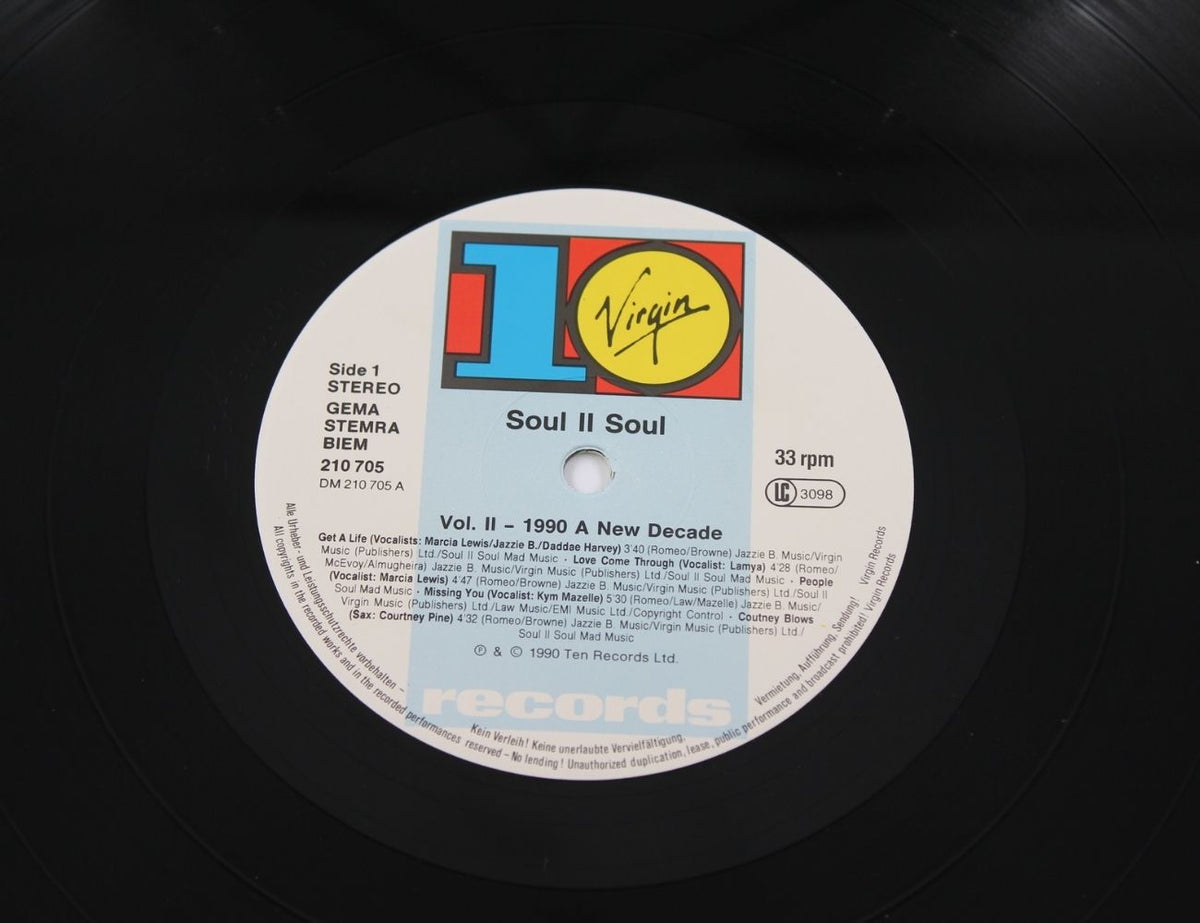 10
Virgin
Side 1
STEREO
GEMA
STEMRA
BIEM
210 705
DM 210 705 A
Soul II Soul
33 rpm
LC 3098
Vol. II – 1990 A New Decade
Get A Life (Vocalists: Marcia Lewis/Jazzie B./Daddae Harvey) 3'40 (Romeo/Browne) Jazzie B. Music/Virgin
Music (Publishers) Ltd./Soul II Soul Mad Music · Love Come Through (Vocalist: Lamya) 4'28 (Romeo/
McEvoy/Almugheira) Jazzie B. Music/Virgin Music (Publishers) Ltd./Soul II Soul Mad Music · People
(Vocalist: Marcia Lewis) 4'47 (Romeo/Browne) Jazzie B. Music/Virgin Music (Publishers) Ltd./Soul II
Soul Mad Music · Missing You (Vocalist: Kym Mazelle) 5'30 (Romeo/Law/Mazelle) Jazzie B. Music/
Virgin Music (Publishers) Ltd./Law Music/EMI Music Ltd./Copyright Control · Coutney Blows
(Sax: Courtney Pine) 4'32 (Romeo/Browne) Jazzie B. Music/Virgin Music (Publishers) Ltd./
Soul II Soul Mad Music
℗ & © 1990 Ten Records Ltd.
records
Alle Urheber- und Leistungsschutzrechte vorbehalten – Kein Verleih! Keine unerlaubte Vervielfältigung, Vermietung, Aufführung, Sendung! Virgin Records
All copyrights in the recorded works and in the recorded performances reserved – No lending! Unauthorized duplication, lease, public performance and broadcast prohibited! Virgin Records